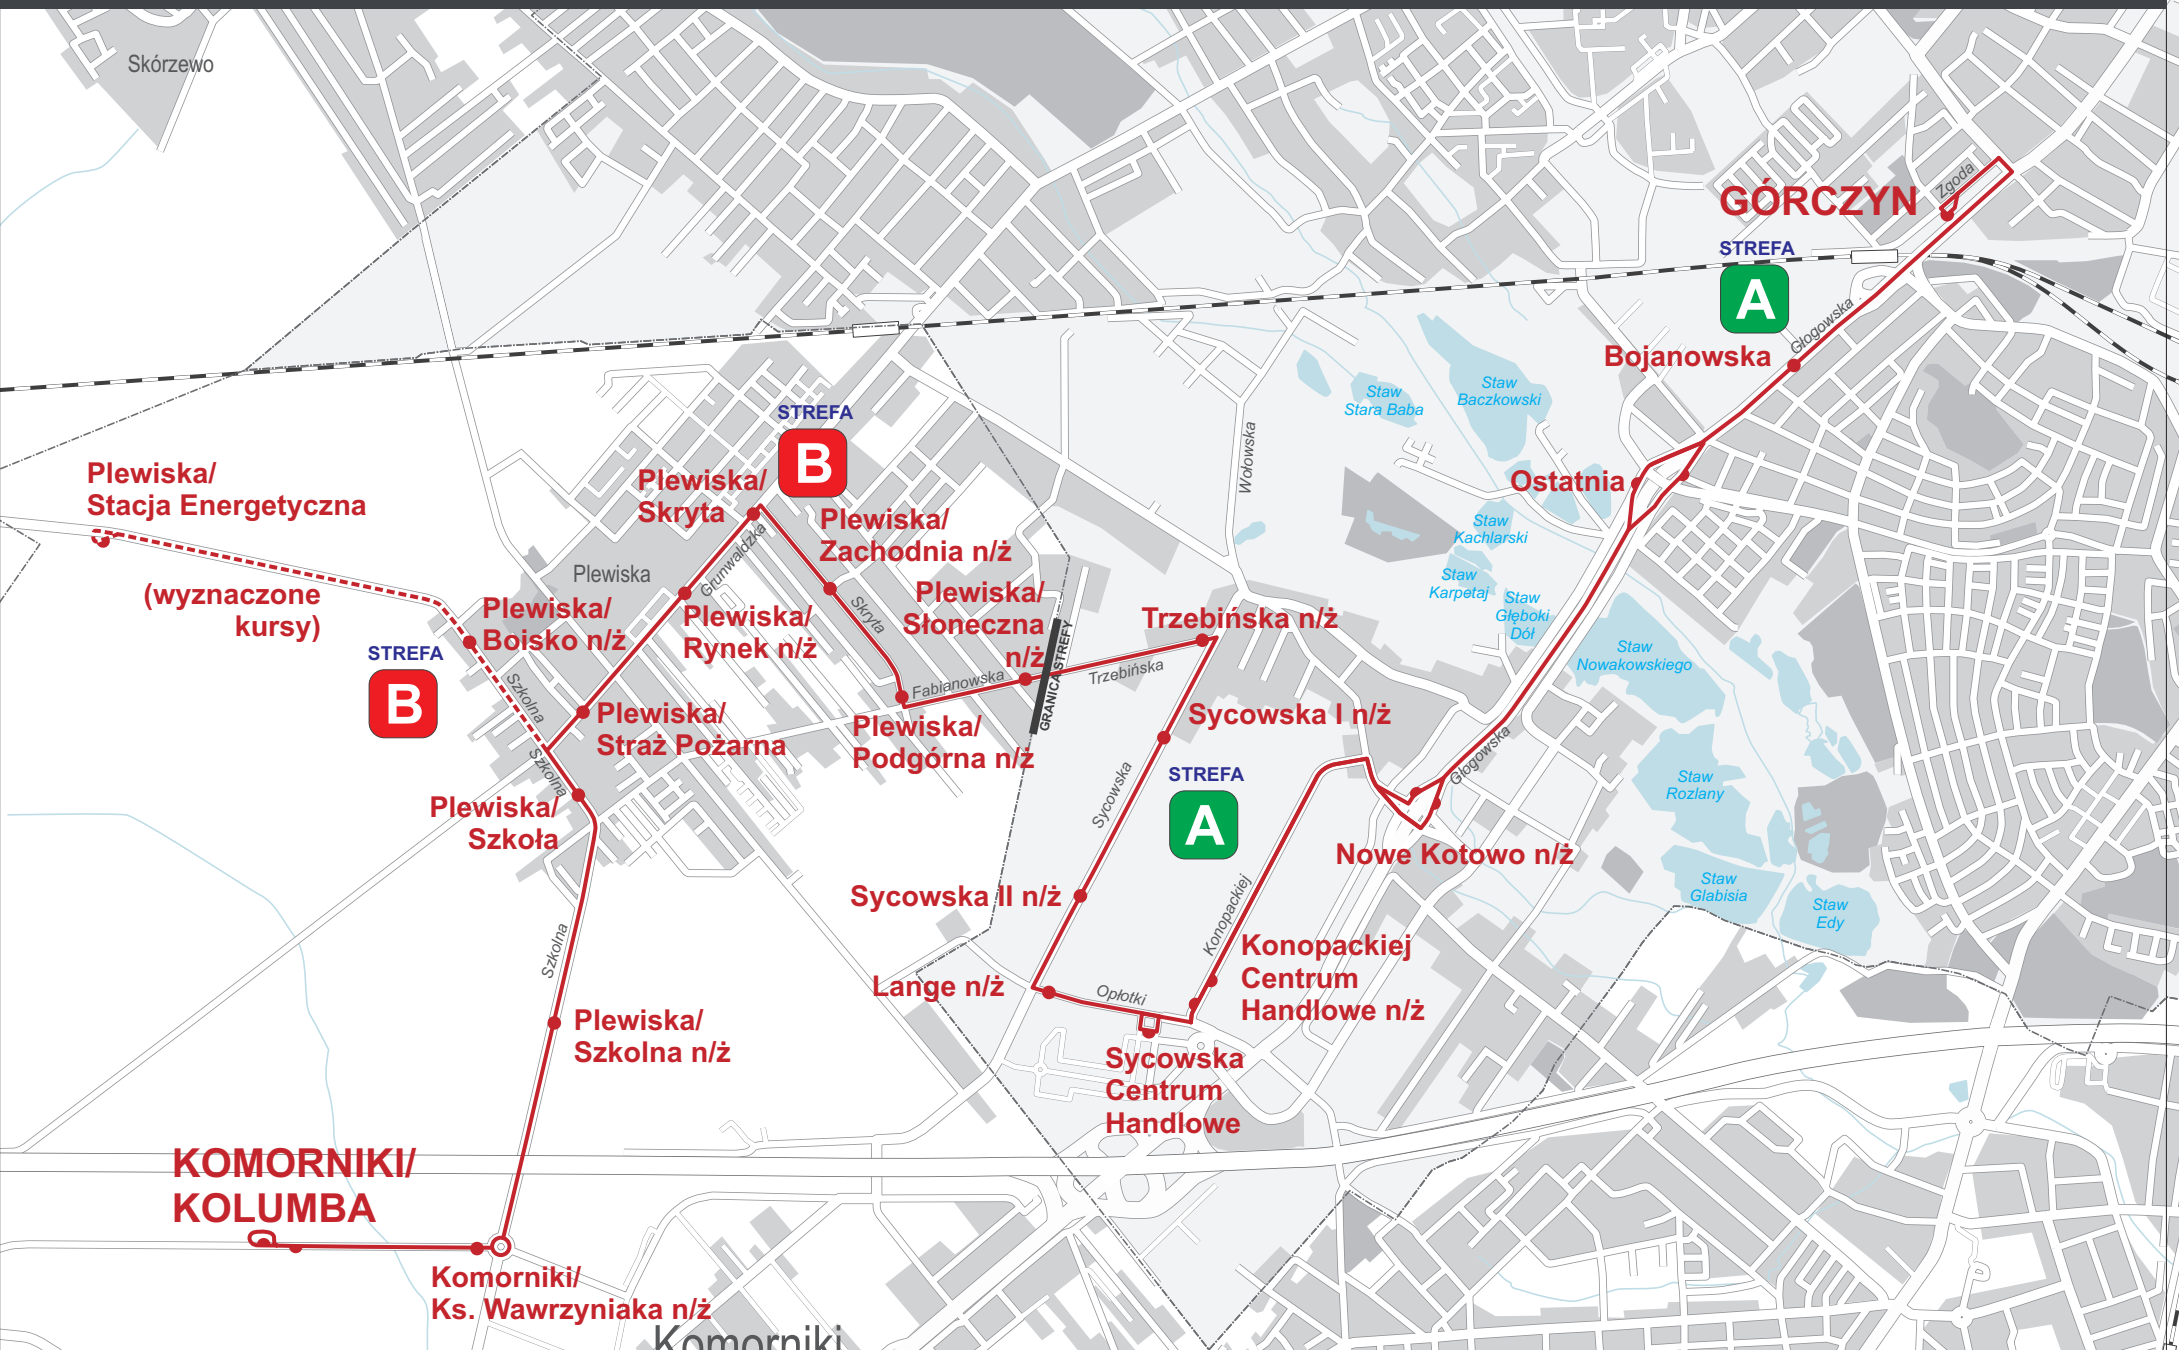 Skórzewo
GÓRCZYN
Zgoda
STREFA
A
Głogowska
Bojanowska
Staw
Stara Baba
Staw
Baczkowski
Wołowska
Ostatnia
Staw
Kachlarski
Staw
Karpetaj
Staw
Głęboki
Dół
Staw
Nowakowskiego
Staw
Rozlany
Staw
Glabisia
Staw
Edy
STREFA
B
Plewiska/
Stacja Energetyczna
(wyznaczone
kursy)
Plewiska/
Skryta
Plewiska/
Zachodnia n/ż
Plewiska
Grunwaldzka
Skryta
Plewiska/
Słoneczna
n/ż
Plewiska/
Boisko n/ż
Plewiska/
Rynek n/ż
STREFA
B
Szkolna
Szkolna
Plewiska/
Straż Pożarna
Fabianowska
GRANICA STREFY
Trzebińska
Trzebińska n/ż
Plewiska/
Podgórna n/ż
Sycowska I n/ż
Głogowska
Plewiska/
Szkoła
Sycowska
STREFA
A
Nowe Kotowo n/ż
Sycowska II n/ż
Konopackiej
Konopackiej
Centrum
Handlowe n/ż
Szkolna
Lange n/ż
Opłotki
Plewiska/
Szkolna n/ż
Sycowska
Centrum
Handlowe
KOMORNIKI/
KOLUMBA
Komorniki/
Ks. Wawrzyniaka n/ż
Komorniki